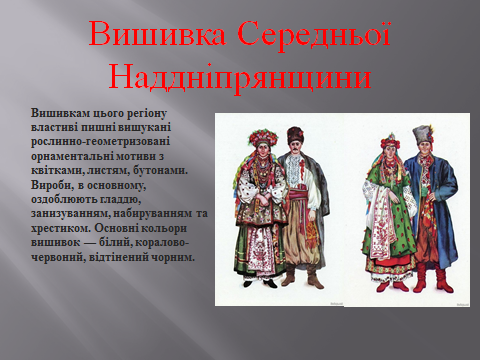 Вишивка Середньої
Наддніпрянщини
Вишивкам цього регіону
властиві пишні вишукані
рослинно-геометризовані
орнаментальні мотиви з
квітками, листям, бутонами.
Вироби, в основному,
оздоблюють гладдю,
занизуванням, набируванням та
хрестиком. Основні кольори
вишивок — білий, коралово-
червоний, відтінений чорним.